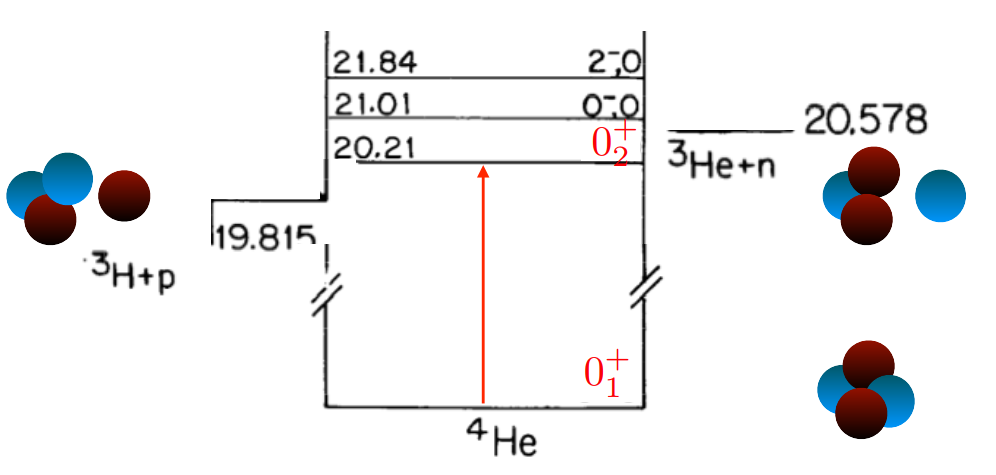 21.84 2⁻,0
21.01 0⁻,0
20.21 0₂⁺
20.578
³He+n
19.815
³H+p
0₁⁺
⁴He